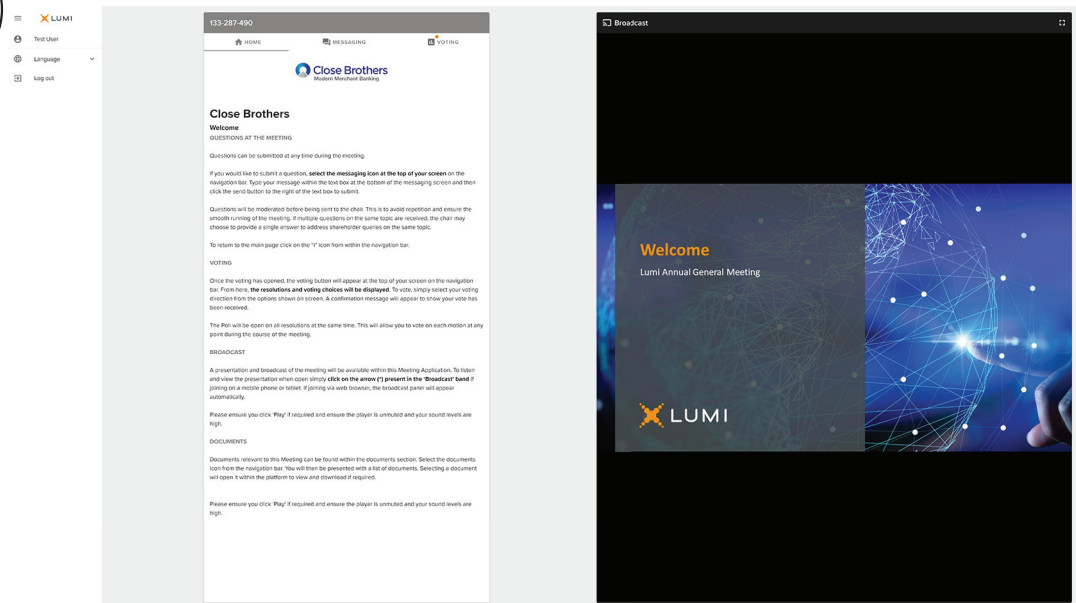 LUMI
Test User
Language
Log out
133-287-490
HOME
MESSAGING
VOTING
Close Brothers
Modern Merchant Banking
Close Brothers
Welcome
QUESTIONS AT THE MEETING
Questions can be submitted at any time during the meeting.
If you would like to submit a question, select the messaging icon at the top of your screen on the
navigation bar. Type your message within the text box at the bottom of the messaging screen and then
click the send button to the right of the text box to submit.
Questions will be moderated before being sent to the chair. This is to avoid repetition and ensure the
smooth running of the meeting. If multiple questions on the same topic are received, the chair may
choose to provide a single answer to address shareholder queries on the same topic.
To return to the main page click on the "i" icon from within the navigation bar.
VOTING
Once the voting has opened, the voting button will appear at the top of your screen on the navigation
bar. From here, the resolutions and voting choices will be displayed. To vote, simply select your voting
direction from the options shown on screen. A confirmation message will appear to show your vote has
been received.
The Poll will be open on all resolutions at the same time. This will allow you to vote on each motion at any
point during the course of the meeting.
BROADCAST
A presentation and broadcast of the meeting will be available within this Meeting Application. To listen
and view the presentation when open simply click on the arrow (^) present in the 'Broadcast' band if
joining on a mobile phone or tablet. If joining via web browser, the broadcast panel will appear
automatically.
Please ensure you click 'Play' if required and ensure the player is unmuted and your sound levels are
high.
DOCUMENTS
Documents relevant to this Meeting can be found within the documents section. Select the documents
icon from the navigation bar. You will then be presented with a list of documents. Selecting a document
will open it within the platform to view and download if required.
Please ensure you click 'Play' if required and ensure the player is unmuted and your sound levels are
high.
Broadcast
Welcome
Lumi Annual General Meeting
LUMI